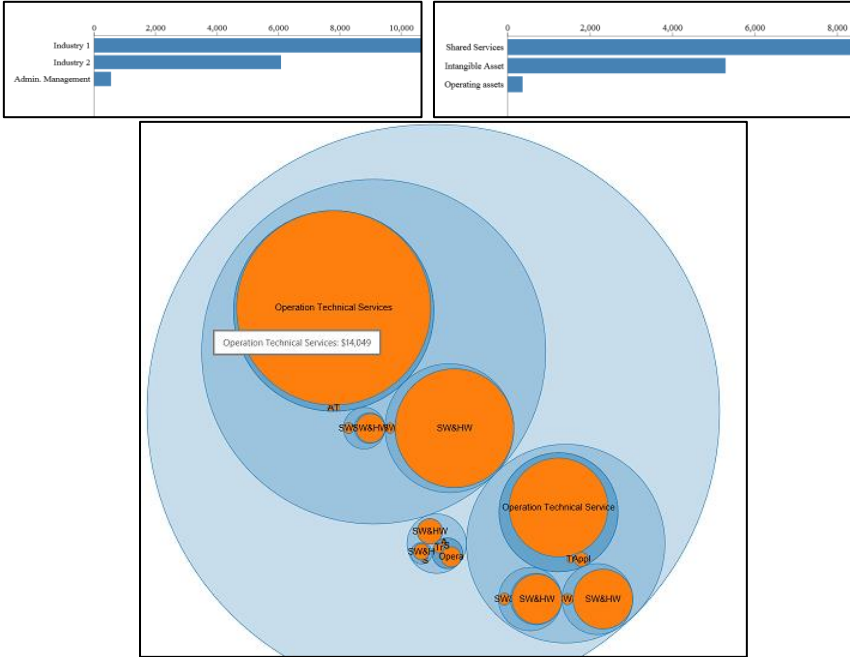 0 2,000 4,000 6,000 8,000 10,000
Industry 1
Industry 2
Admin. Management
0 2,000 4,000 6,000 8,000
Shared Services
Intangible Asset
Operating assets
Operation Technical Services
Operation Technical Services: $14,049
AT
SW&HW
SW&HW
Operation Technical Service
SW&HW
SW&H
Opera
Appl
SW&HW
SW&HW